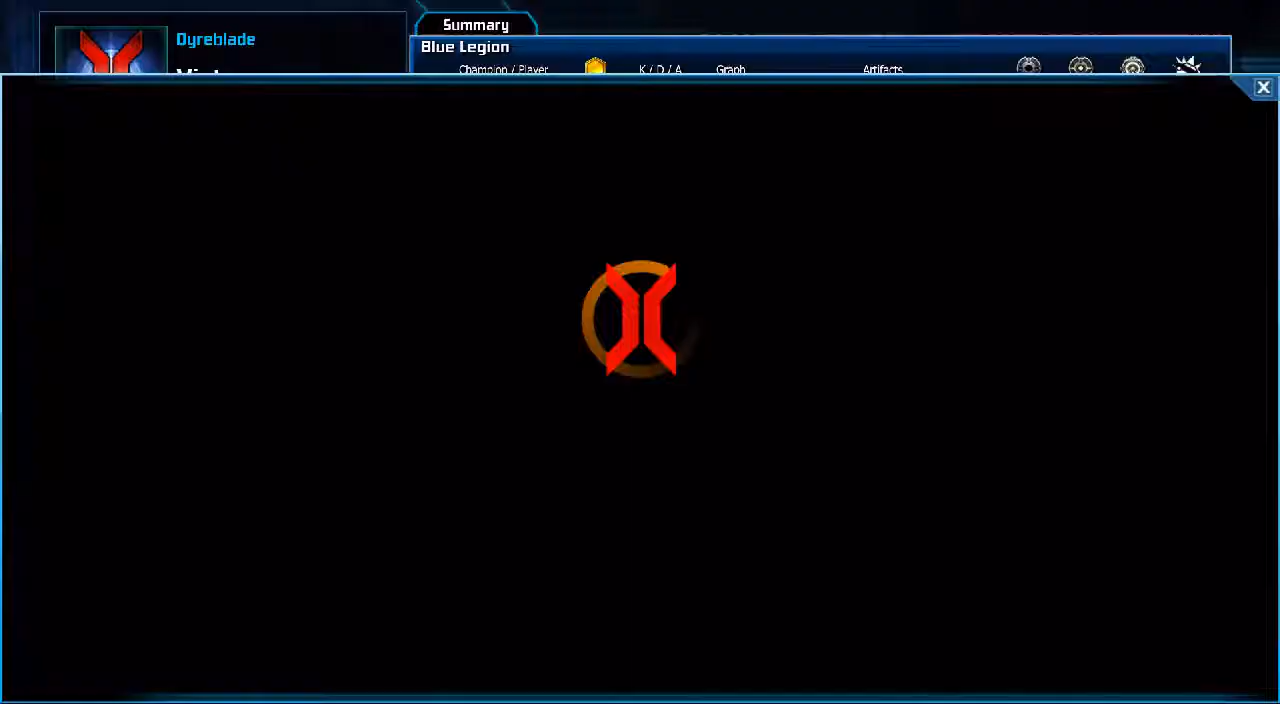 Summary
Dyreblade
Blue Legion
Champion / Player K / D / A Graph Artifacts
X